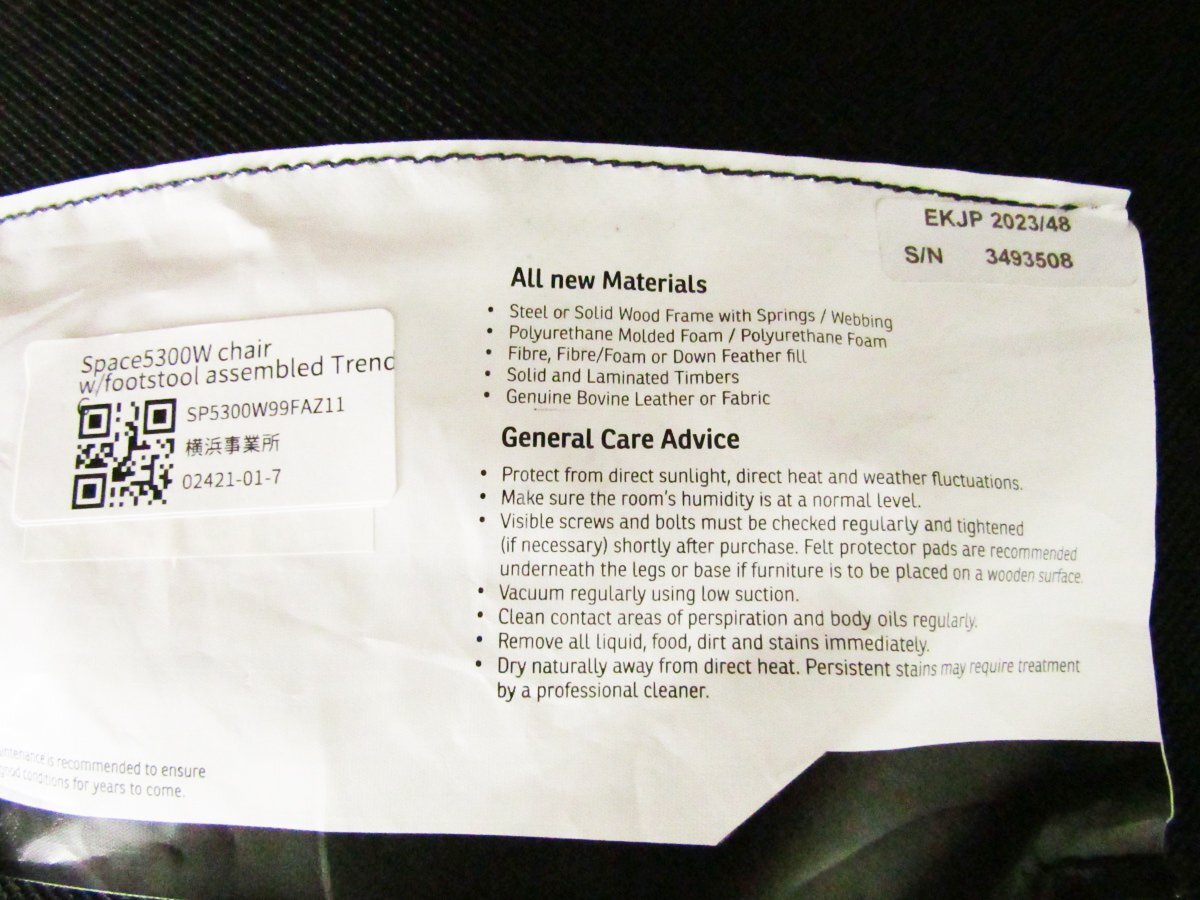 EKJP 2023/48
S/N 3493508
All new Materials
• Steel or Solid Wood Frame with Springs / Webbing
• Polyurethane Molded Foam / Polyurethane Foam
• Fibre, Fibre/Foam or Down Feather fill
• Solid and Laminated Timbers
• Genuine Bovine Leather or Fabric
Space5300W chair
w/footstool assembled Trend
SP5300W99FAZ11
横浜事業所
02421-01-7
General Care Advice
• Protect from direct sunlight, direct heat and weather fluctuations.
• Make sure the room's humidity is at a normal level.
• Visible screws and bolts must be checked regularly and tightened
(if necessary) shortly after purchase. Felt protector pads are recommended
underneath the legs or base if furniture is to be placed on a wooden surface.
• Vacuum regularly using low suction.
• Clean contact areas of perspiration and body oils regularly.
• Remove all liquid, food, dirt and stains immediately.
• Dry naturally away from direct heat. Persistent stains may require treatment
by a professional cleaner.
is recommended to ensure
good conditions for years to come.